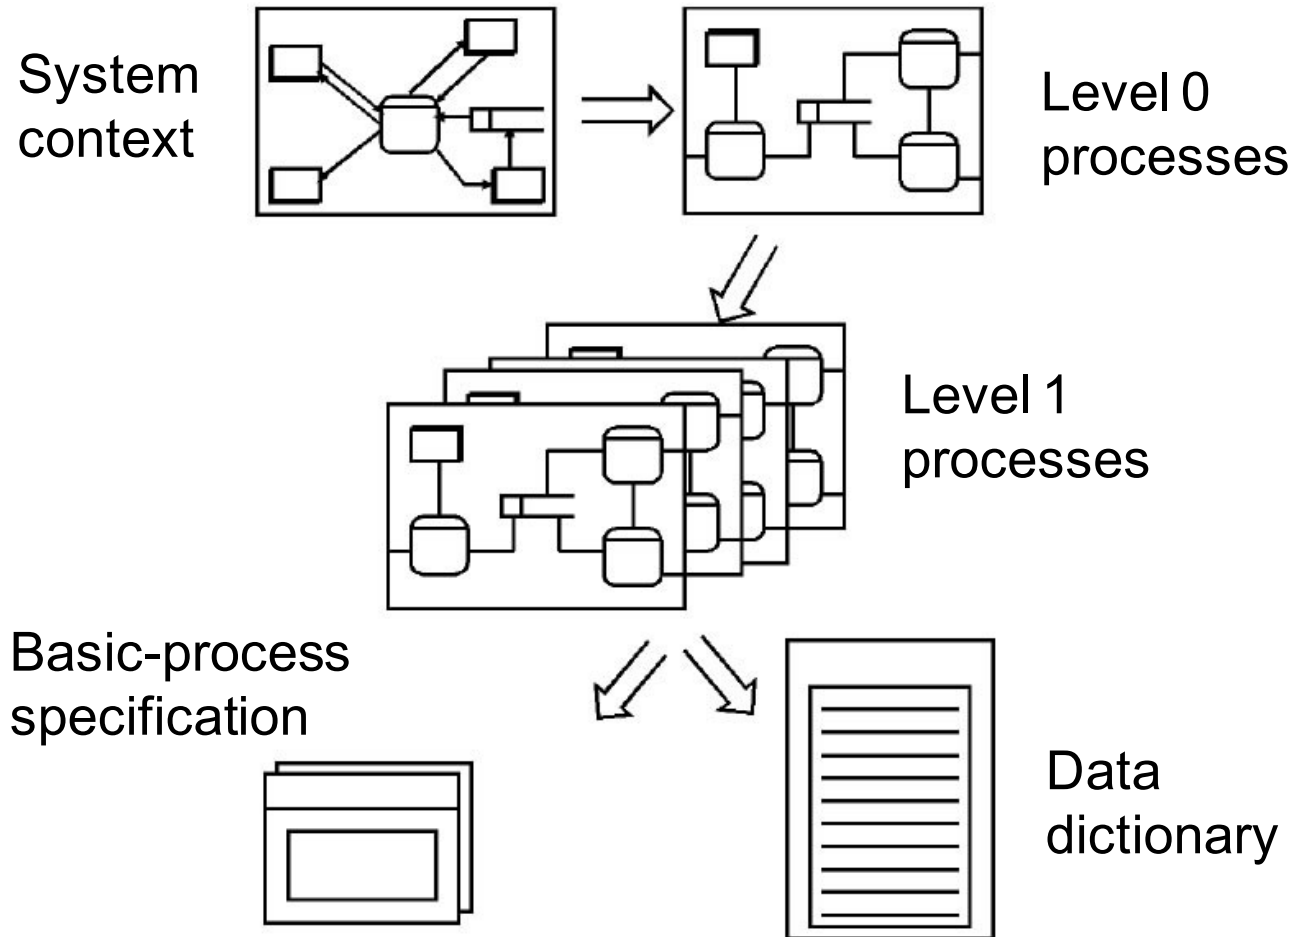 System
context
Level 0
processes
Level 1
processes
Basic-process
specification
Data
dictionary